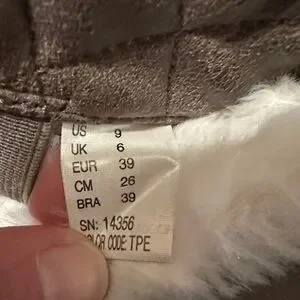 US 9
UK 6
EUR 39
CM 26
BRA 39
SN: 14356
COLOR CODE: TPE